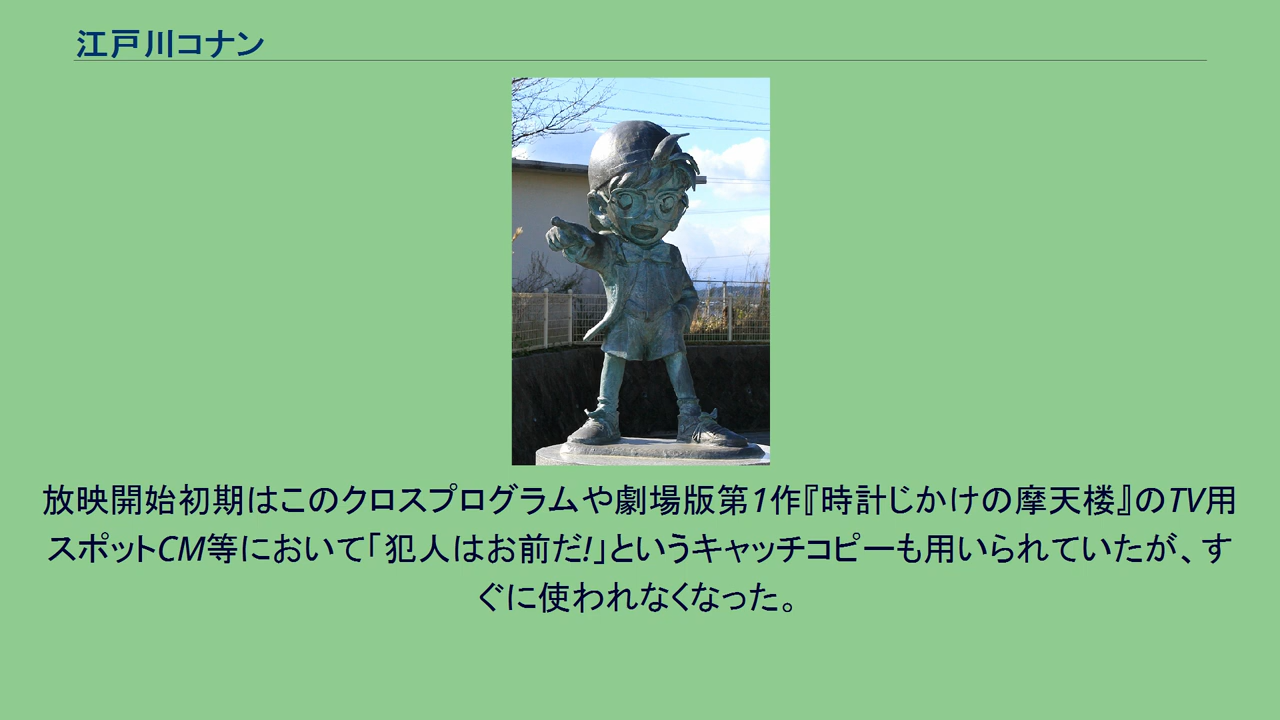 江戸川コナン
放映開始初期はこのクロスプログラムや劇場版第1作『時計じかけの摩天楼』のTV用
スポットCM等において「犯人はお前だ!」というキャッチコピーも用いられていたが、す
ぐに使われなくなった。